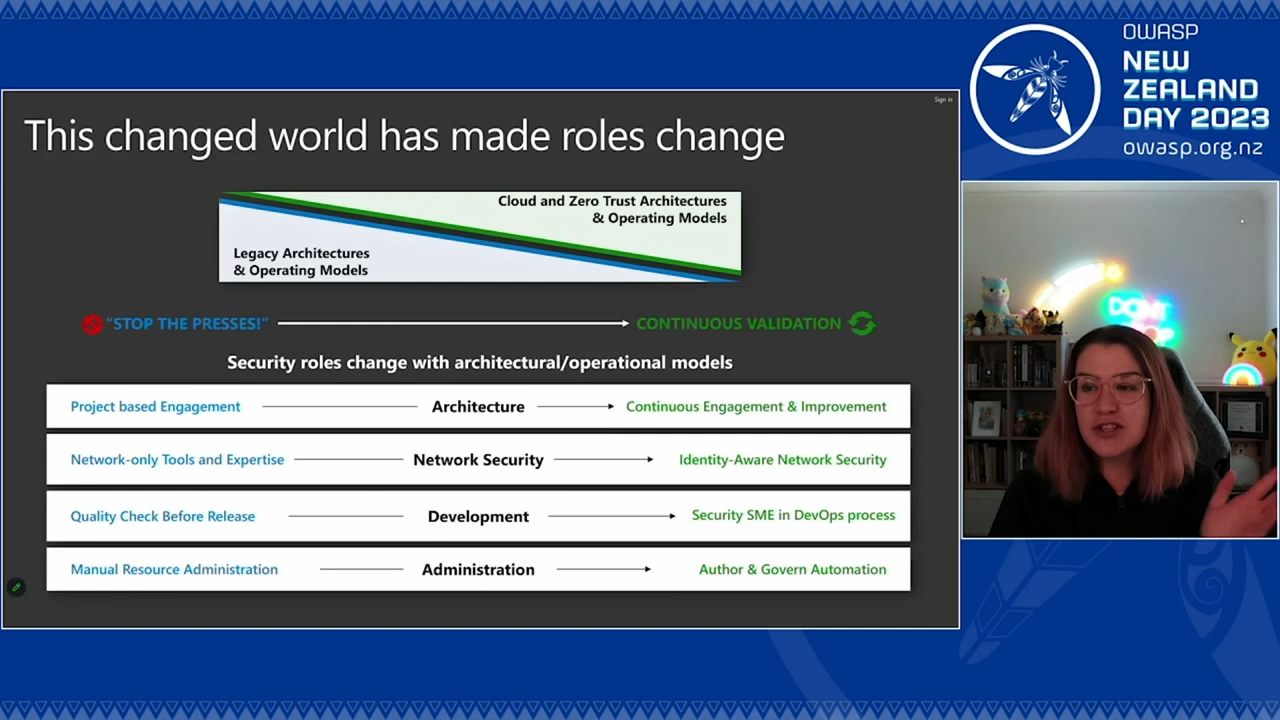 Sign in
This changed world has made roles change
Cloud and Zero Trust Architectures
& Operating Models
Legacy Architectures
& Operating Models
"STOP THE PRESSES!"
CONTINUOUS VALIDATION
Security roles change with architectural/operational models
Project based Engagement Architecture Continuous Engagement & Improvement
Network-only Tools and Expertise Network Security Identity-Aware Network Security
Quality Check Before Release Development Security SME in DevOps process
Manual Resource Administration Administration Author & Govern Automation
OWASP
NEW
ZEALAND
DAY 2023
owasp.org.nz
DON'T